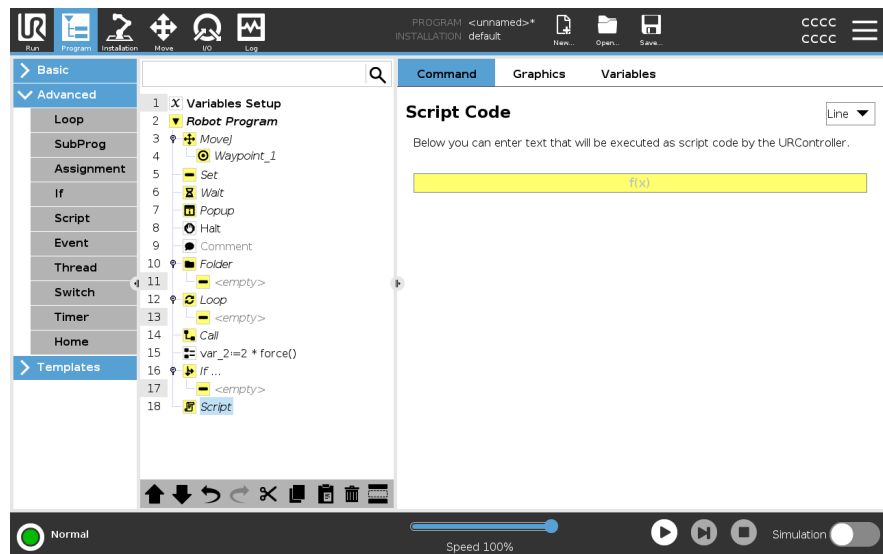 PROGRAM <unnamed>*
INSTALLATION default
CCCC
CCCC
Run Program Installation Move I/O Log New... Open... Save...
Basic
Advanced
Loop
SubProg
Assignment
If
Script
Event
Thread
Switch
Timer
Home
Templates
1 X Variables Setup
2 Robot Program
3 MoveJ
4 Waypoint_1
5 Set
6 Wait
7 Popup
8 Halt
9 Comment
10 Folder
11 <empty>
12 Loop
13 <empty>
14 Call
15 var_2≔2 * force()
16 If ...
17 <empty>
18 Script
Command Graphics Variables
Script Code
Line
Below you can enter text that will be executed as script code by the URController.
f(x)
Normal
Speed 100%
Simulation